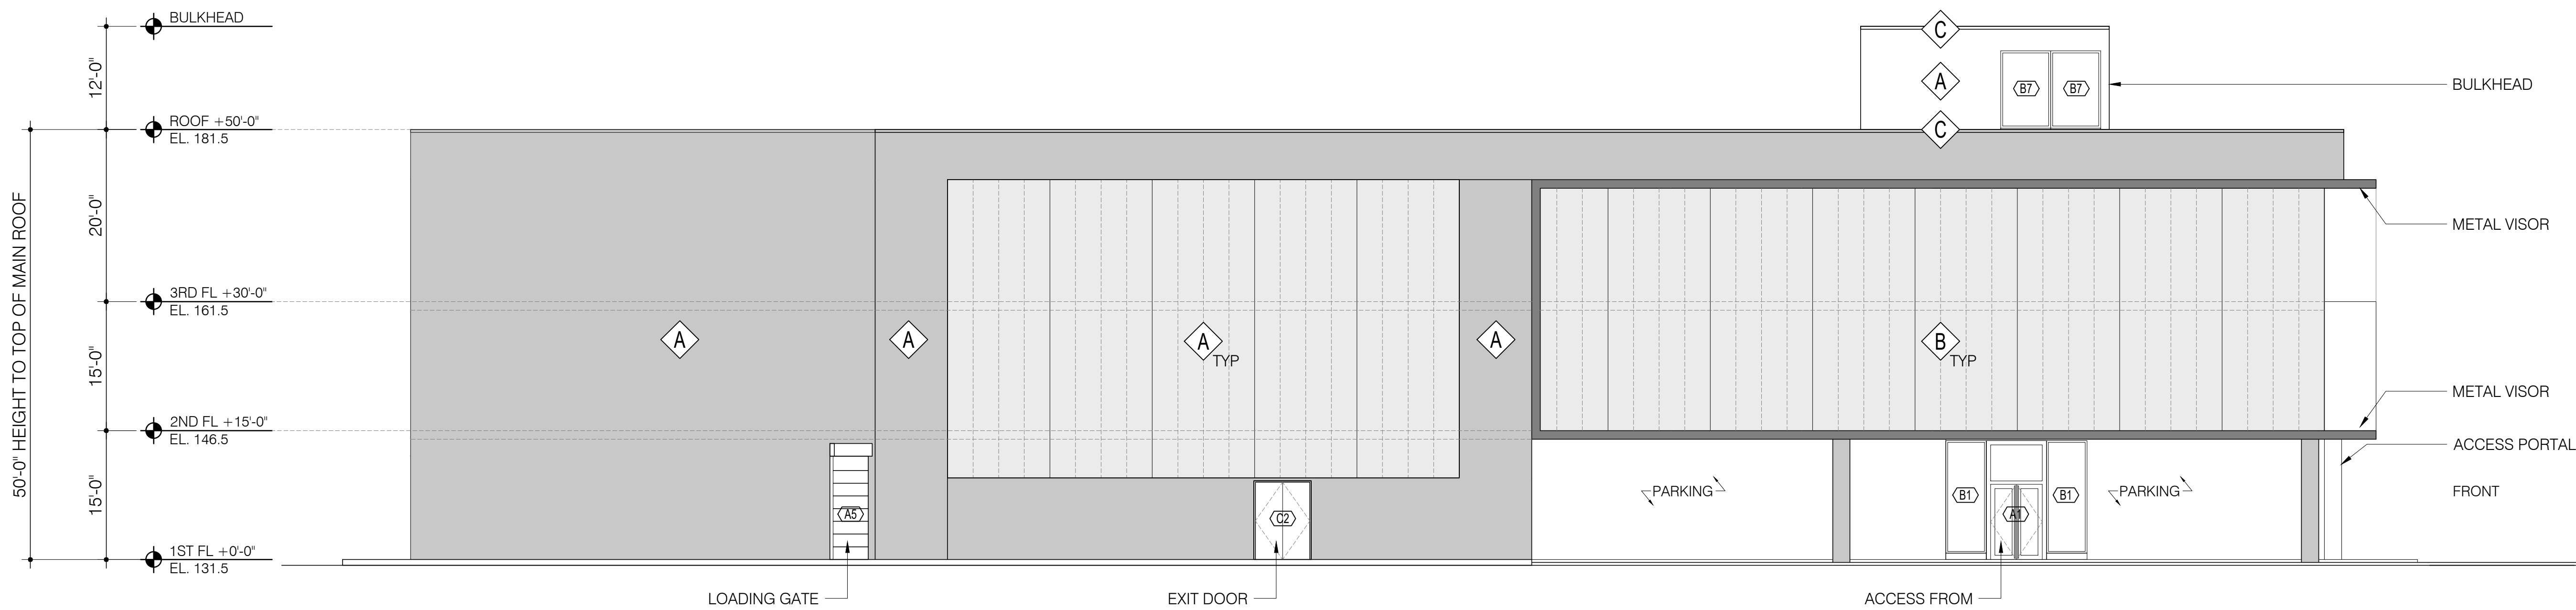 BULKHEAD
12'-0"
ROOF +50'-0"
EL. 181.5
20'-0"
3RD FL +30'-0"
EL. 161.5
15'-0"
2ND FL +15'-0"
EL. 146.5
15'-0"
1ST FL +0'-0"
EL. 131.5
50'-0" HEIGHT TO TOP OF MAIN ROOF
C
A
B7
B7
C
BULKHEAD
METAL VISOR
A
A
A
TYP
A
B
TYP
METAL VISOR
ACCESS PORTAL
A5
C2
PARKING
B1
A1
B1
PARKING
FRONT
LOADING GATE
EXIT DOOR
ACCESS FROM